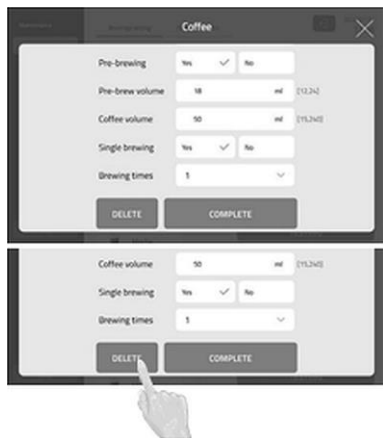 Coffee
Pre-brewing Yes No
Pre-brew volume 18 ml [12,24]
Coffee volume 50 ml [15,240]
Single brewing Yes No
Brewing times 1
DELETE COMPLETE
Coffee volume 50 ml [15,240]
Single brewing Yes No
Brewing times 1
DELETE COMPLETE